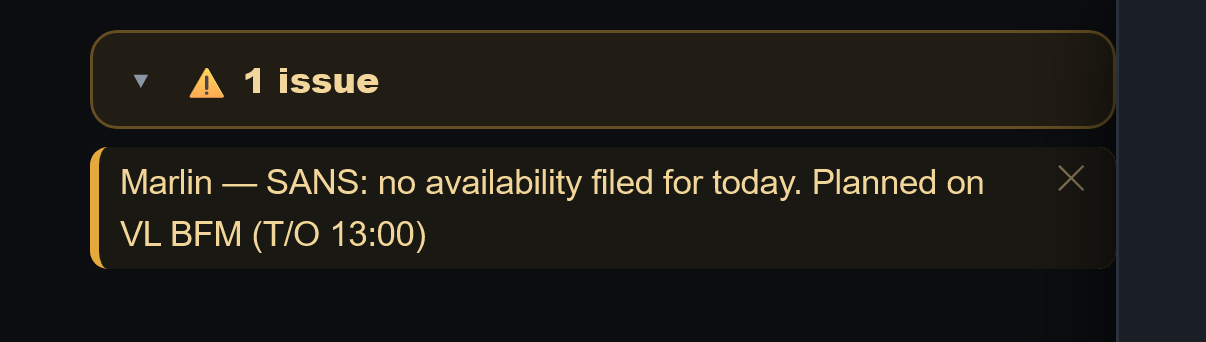 1 issue
Marlin — SANS: no availability filed for today. Planned on
VL BFM (T/O 13:00)